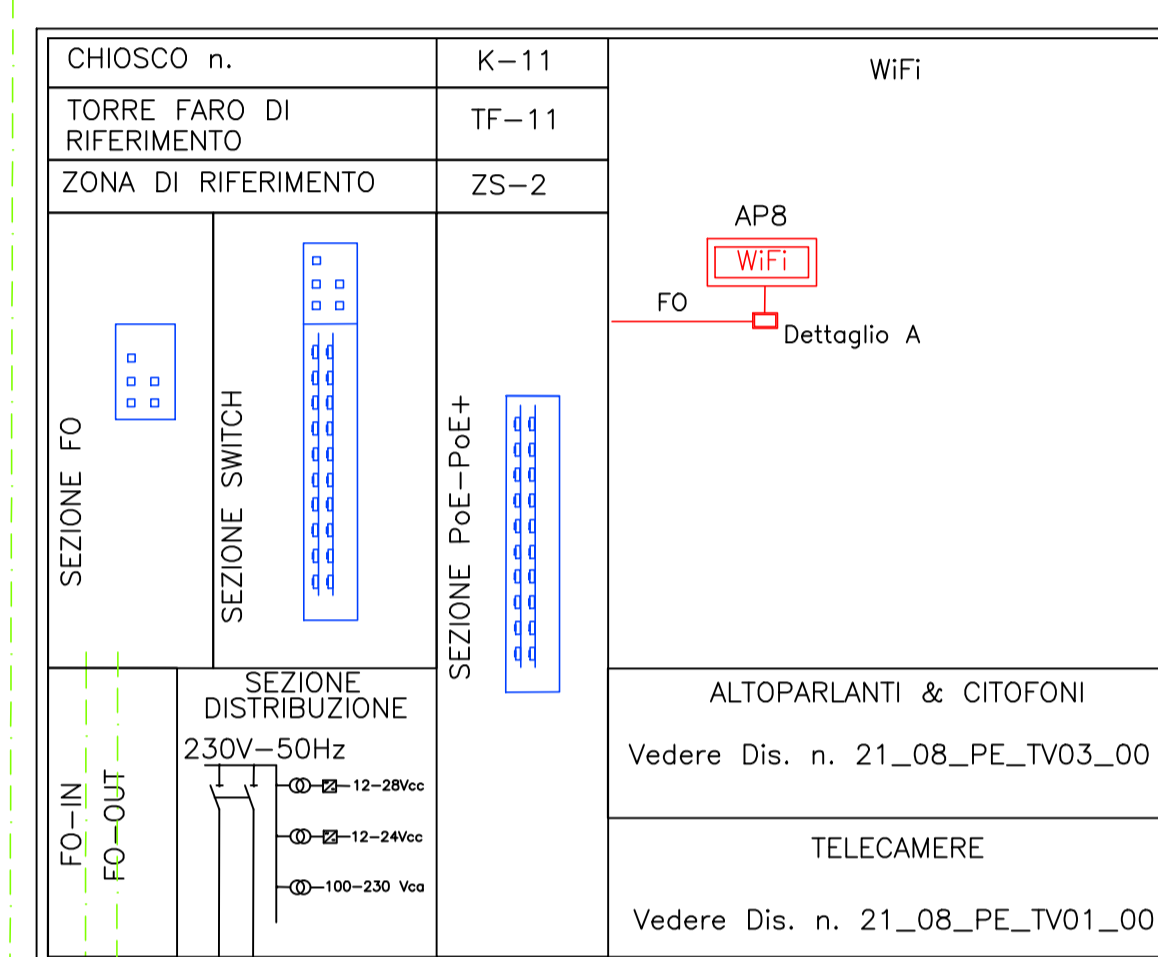 CHIOSCO n.
K-11
TORRE FARO DI
RIFERIMENTO
TF-11
ZONA DI RIFERIMENTO
ZS-2
WiFi
AP8
WiFi
FO
Dettaglio A
SEZIONE FO
SEZIONE SWITCH
SEZIONE PoE-PoE+
FO-IN
FO-OUT
SEZIONE
DISTRIBUZIONE
230V-50Hz
12-28Vcc
12-24Vcc
100-230 Vca
ALTOPARLANTI & CITOFONI
Vedere Dis. n. 21_08_PE_TV03_00
TELECAMERE
Vedere Dis. n. 21_08_PE_TV01_00